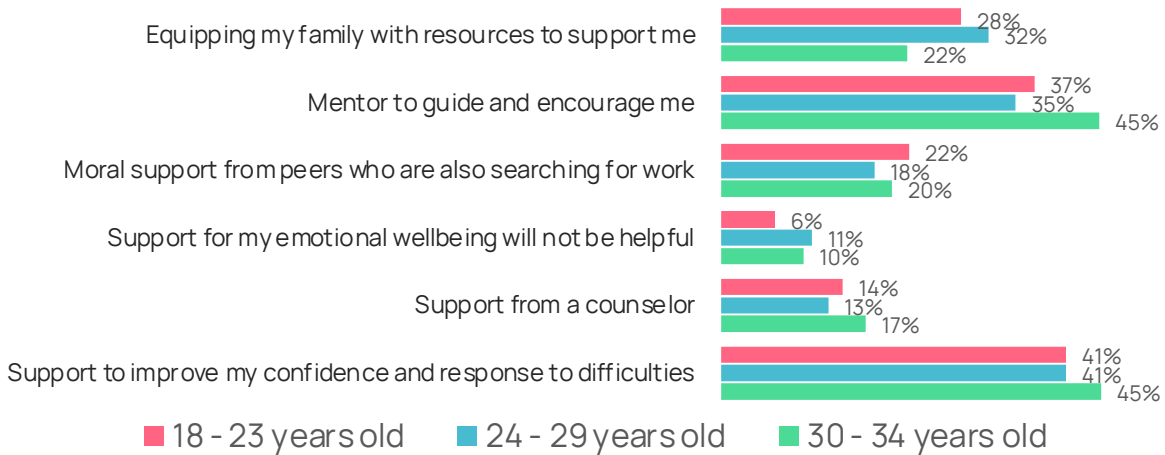 28%
Equipping my family with resources to support me
32%
22%
37%
Mentor to guide and encourage me
35%
45%
22%
Moral support from peers who are also searching for work
18%
20%
6%
Support for my emotional wellbeing will not be helpful
11%
10%
14%
Support from a counselor
13%
17%
41%
Support to improve my confidence and response to difficulties
41%
45%
18 - 23 years old 24 - 29 years old 30 - 34 years old